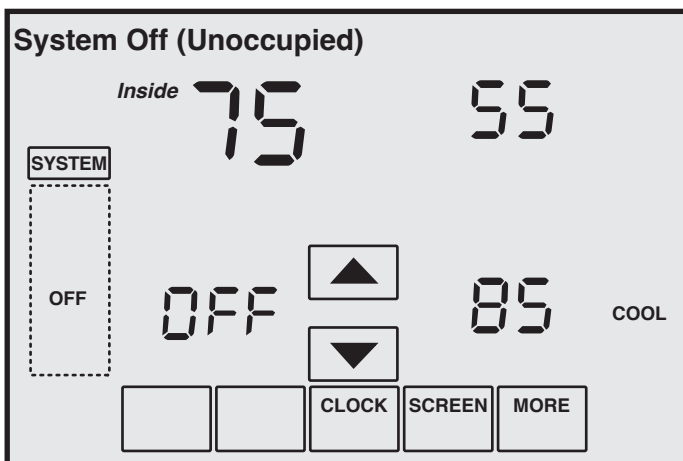 System Off (Unoccupied)
Inside 75 55
SYSTEM
OFF OFF 85 COOL
CLOCK SCREEN MORE